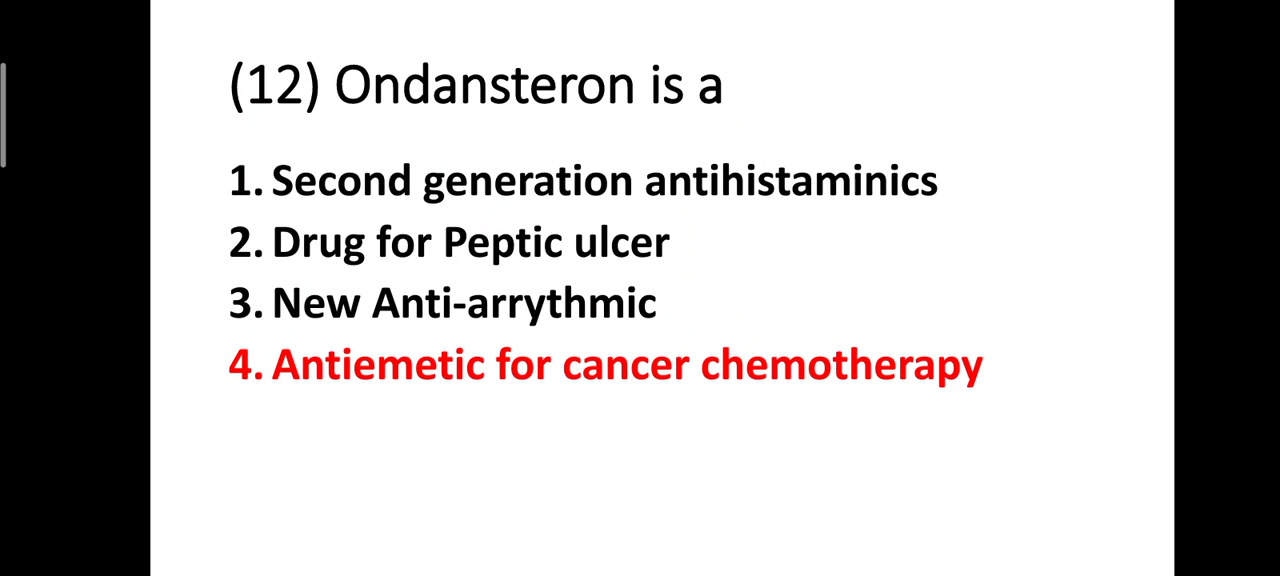 (12) Ondansteron is a
1. Second generation antihistaminics
2. Drug for Peptic ulcer
3. New Anti-arrythmic
4. Antiemetic for cancer chemotherapy